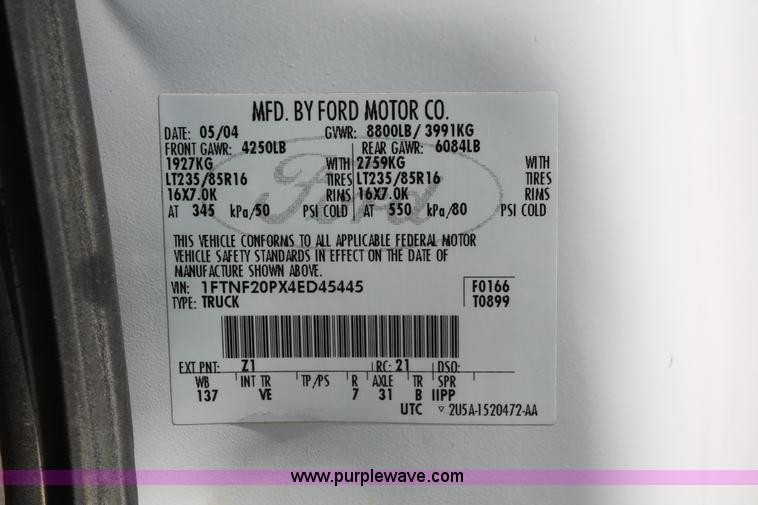 MFD. BY FORD MOTOR CO.
DATE: 05/04 GVWR: 8800LB/ 3991KG
FRONT GAWR: 4250LB REAR GAWR: 6084LB
1927KG WITH 2759KG WITH
LT235/85R16 TIRES LT235/85R16 TIRES
16X7.0K RIMS 16X7.0K RIMS
AT 345 kPa/50 PSI COLD AT 550 kPa/80 PSI COLD
Ford
THIS VEHICLE CONFORMS TO ALL APPLICABLE FEDERAL MOTOR
VEHICLE SAFETY STANDARDS IN EFFECT ON THE DATE OF
MANUFACTURE SHOWN ABOVE.
VIN: 1FTNF20PX4ED45445 F0166
TYPE: TRUCK T0899
EXT PNT: Z1 RC: 21 DSO:
WB INT TR TP/PS R AXLE TR SPR
137 VE 7 31 B IIPP
UTC ▽ 2U5A-1520472-AA
www.purplewave.com